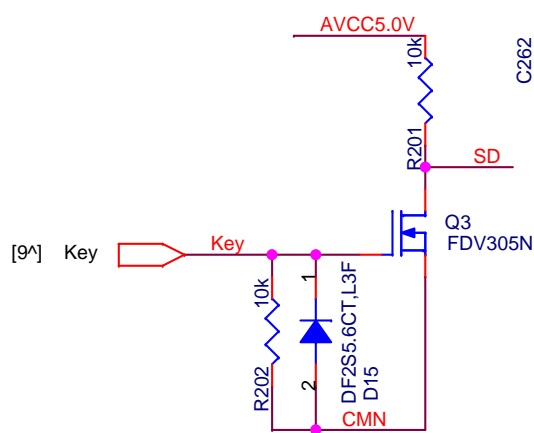 AVCC5.0V
10k
R201
C262
SD
Q3
FDV305N
[9^] Key
Key
10k
R202
1
2
DF2S5.6CT,L3F
D15
CMN